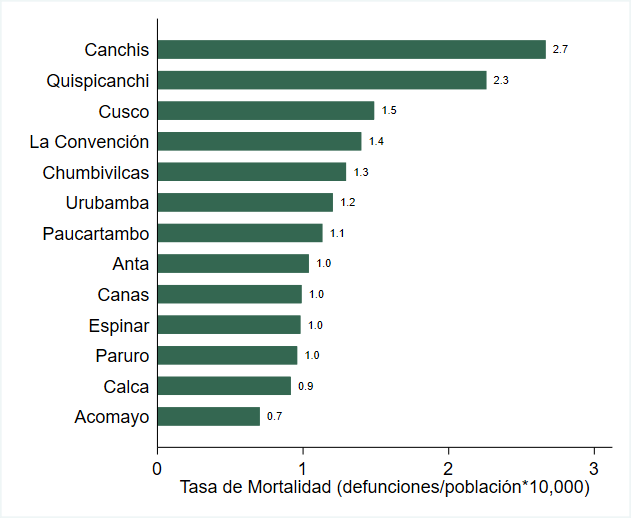 Canchis 2.7
Quispicanchi 2.3
Cusco 1.5
La Convención 1.4
Chumbivilcas 1.3
Urubamba 1.2
Paucartambo 1.1
Anta 1.0
Canas 1.0
Espinar 1.0
Paruro 1.0
Calca 0.9
Acomayo 0.7
0 1 2 3
Tasa de Mortalidad (defunciones/población*10,000)